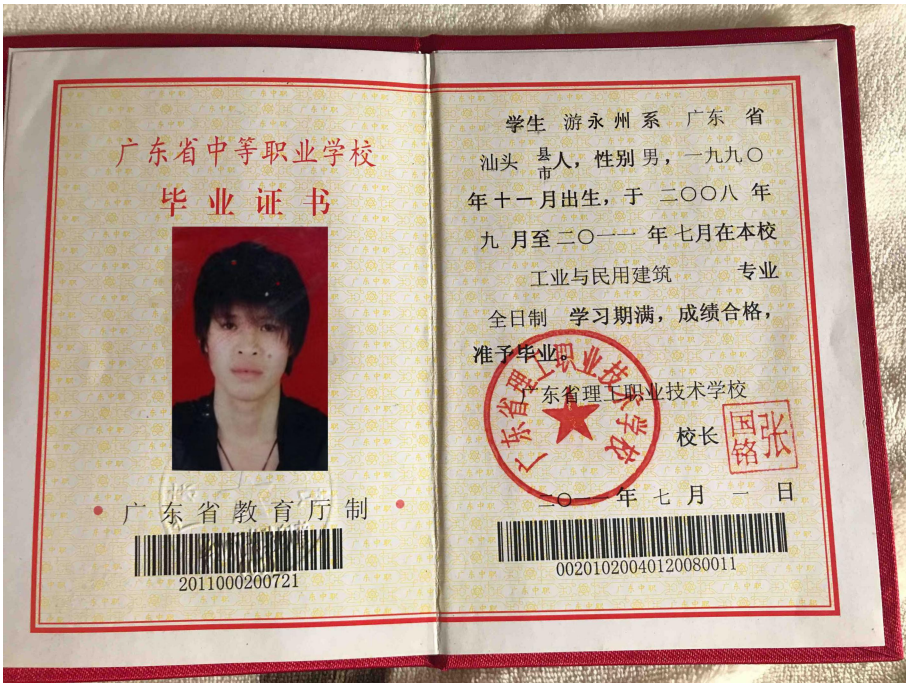 广东省中等职业学校
毕业证书
广东省教育厅制
2011000200721
学生 游永州系 广东 省
汕头 县市人，性别 男，一九九〇
年十一月出生，于 二〇〇八 年
九 月至二〇一一 年七月在本校
工业与民用建筑 专业
全日制 学习期满，成绩合格，
准予毕业。
广东省理工职业技术学校
广东省理工职业技术学校
校长 张国铭
二〇一一年 七 月 一 日
00201020040120080011